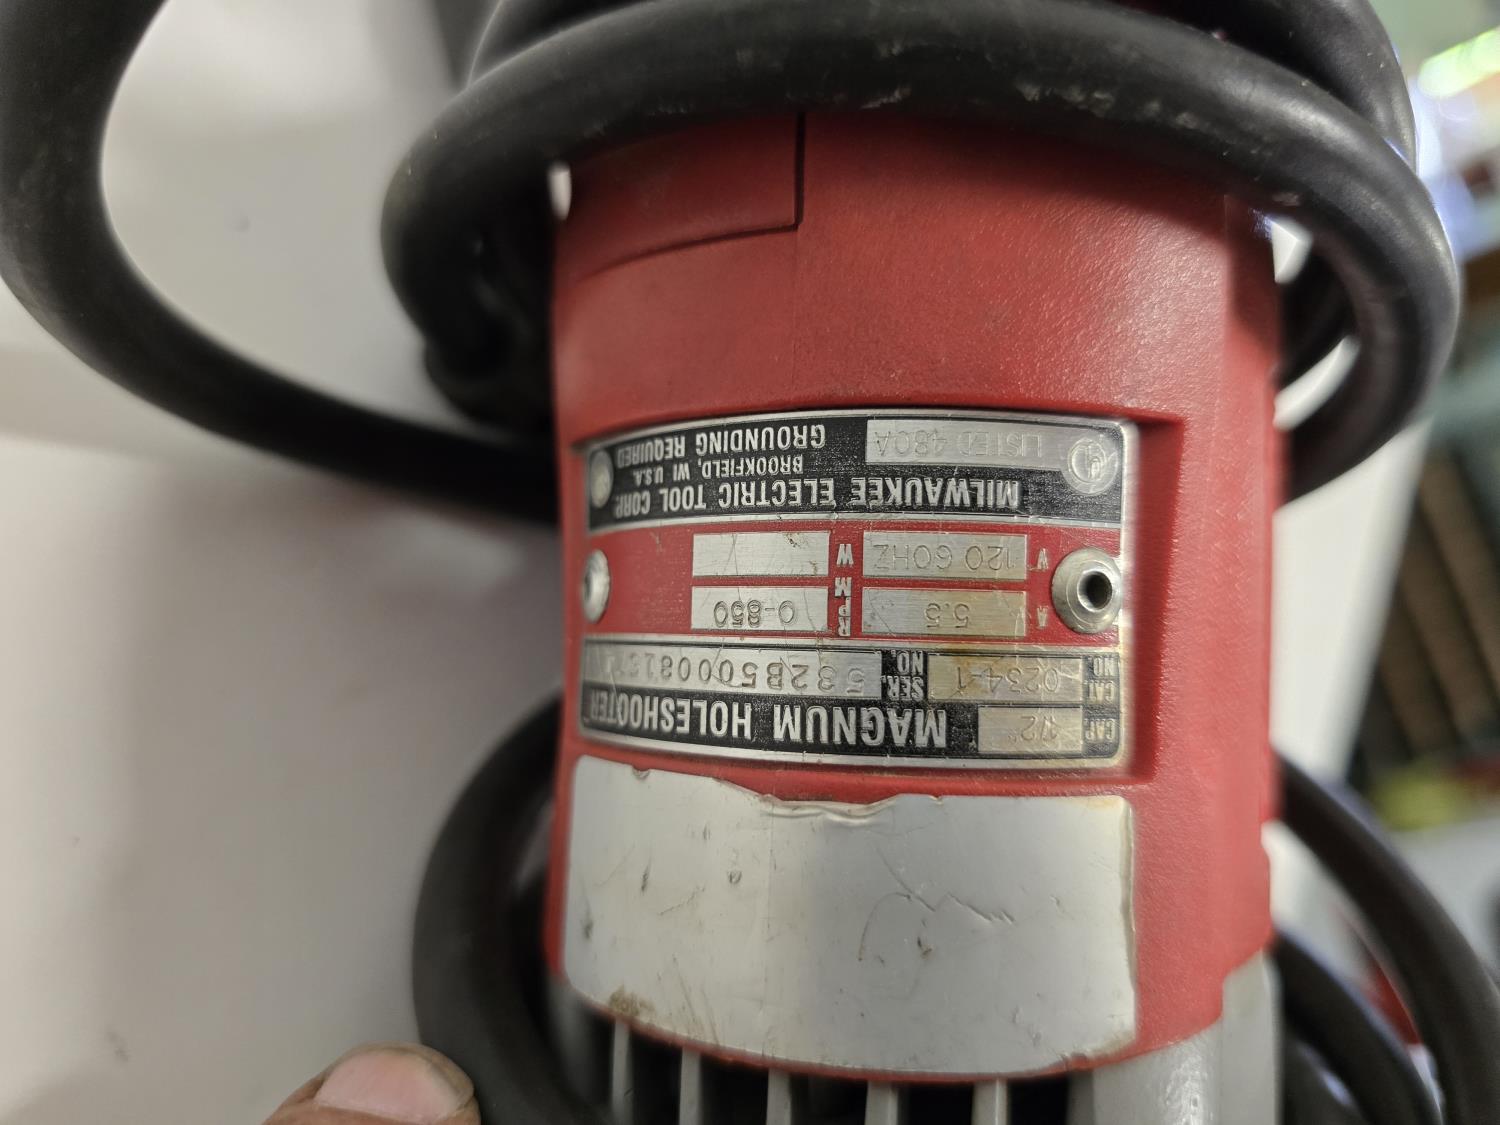 CAP. 1/2" MAGNUM HOLESHOOTER
CAT. NO. 0234-1 SER. NO.
A 5.5 RPM 0-850
V 120 60HZ W
MILWAUKEE ELECTRIC TOOL CORP.
BROOKFIELD, WI U.S.A.
UL LISTED 480A GROUNDING REQUIRED